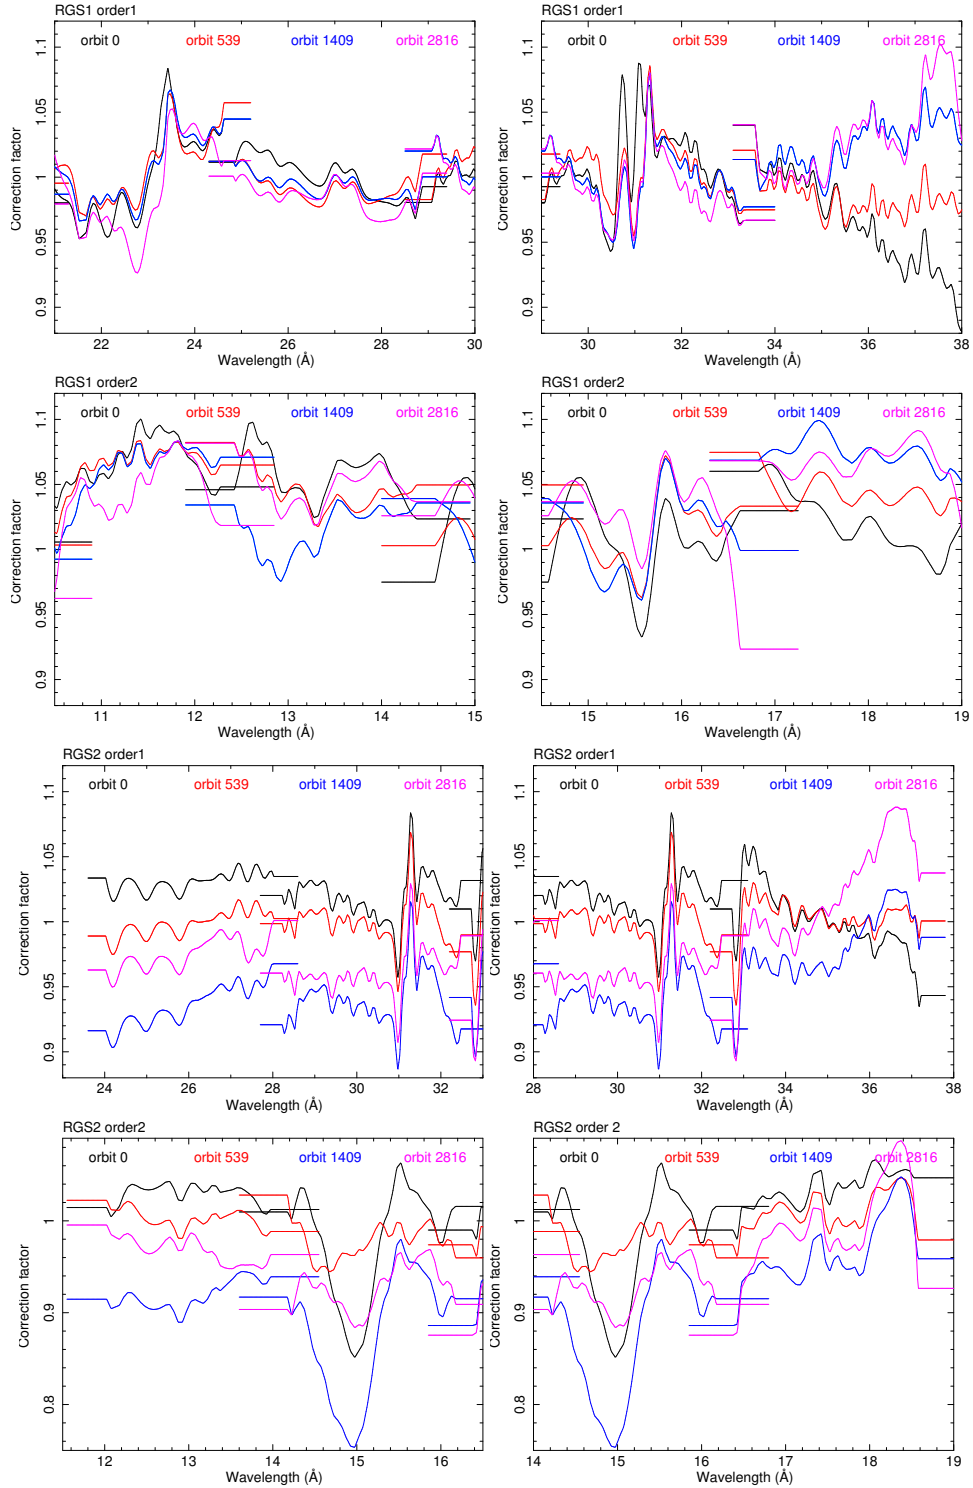 RGS1 order1
orbit 0 orbit 539 orbit 1409 orbit 2816
Correction factor
0.9 0.95 1 1.05 1.1
22 24 26 28 30
Wavelength (Å)
RGS1 order1
orbit 0 orbit 539 orbit 1409 orbit 2816
Correction factor
0.9 0.95 1 1.05 1.1
30 32 34 36 38
Wavelength (Å)
RGS1 order2
orbit 0 orbit 539 orbit 1409 orbit 2816
Correction factor
0.9 0.95 1 1.05 1.1
11 12 13 14 15
Wavelength (Å)
RGS1 order2
orbit 0 orbit 539 orbit 1409 orbit 2816
Correction factor
0.9 0.95 1 1.05 1.1
15 16 17 18 19
Wavelength (Å)
RGS2 order1
orbit 0 orbit 539 orbit 1409 orbit 2816
Correction factor
0.9 0.95 1 1.05 1.1
24 26 28 30 32
Wavelength (Å)
RGS2 order1
orbit 0 orbit 539 orbit 1409 orbit 2816
Correction factor
0.9 0.95 1 1.05 1.1
28 30 32 34 36 38
Wavelength (Å)
RGS2 order2
orbit 0 orbit 539 orbit 1409 orbit 2816
Correction factor
0.8 0.9 1
12 13 14 15 16
Wavelength (Å)
RGS2 order 2
orbit 0 orbit 539 orbit 1409 orbit 2816
Correction factor
0.8 0.9 1
14 15 16 17 18 19
Wavelength (Å)